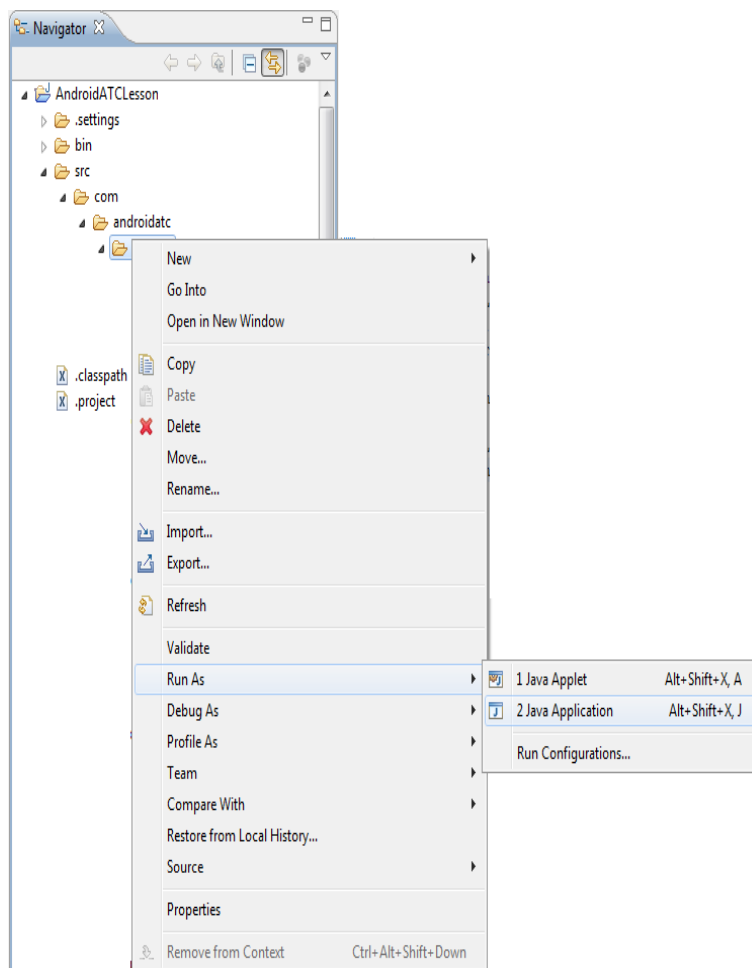 Navigator
AndroidATCLesson
.settings
bin
src
com
androidatc
New
Go Into
Open in New Window
.classpath
Copy
.project
Paste
Delete
Move...
Rename...
Import...
Export...
Refresh
Validate
Run As
1 Java Applet Alt+Shift+X, A
Debug As
2 Java Application Alt+Shift+X, J
Profile As
Run Configurations...
Team
Compare With
Restore from Local History...
Source
Properties
Remove from Context Ctrl+Alt+Shift+Down